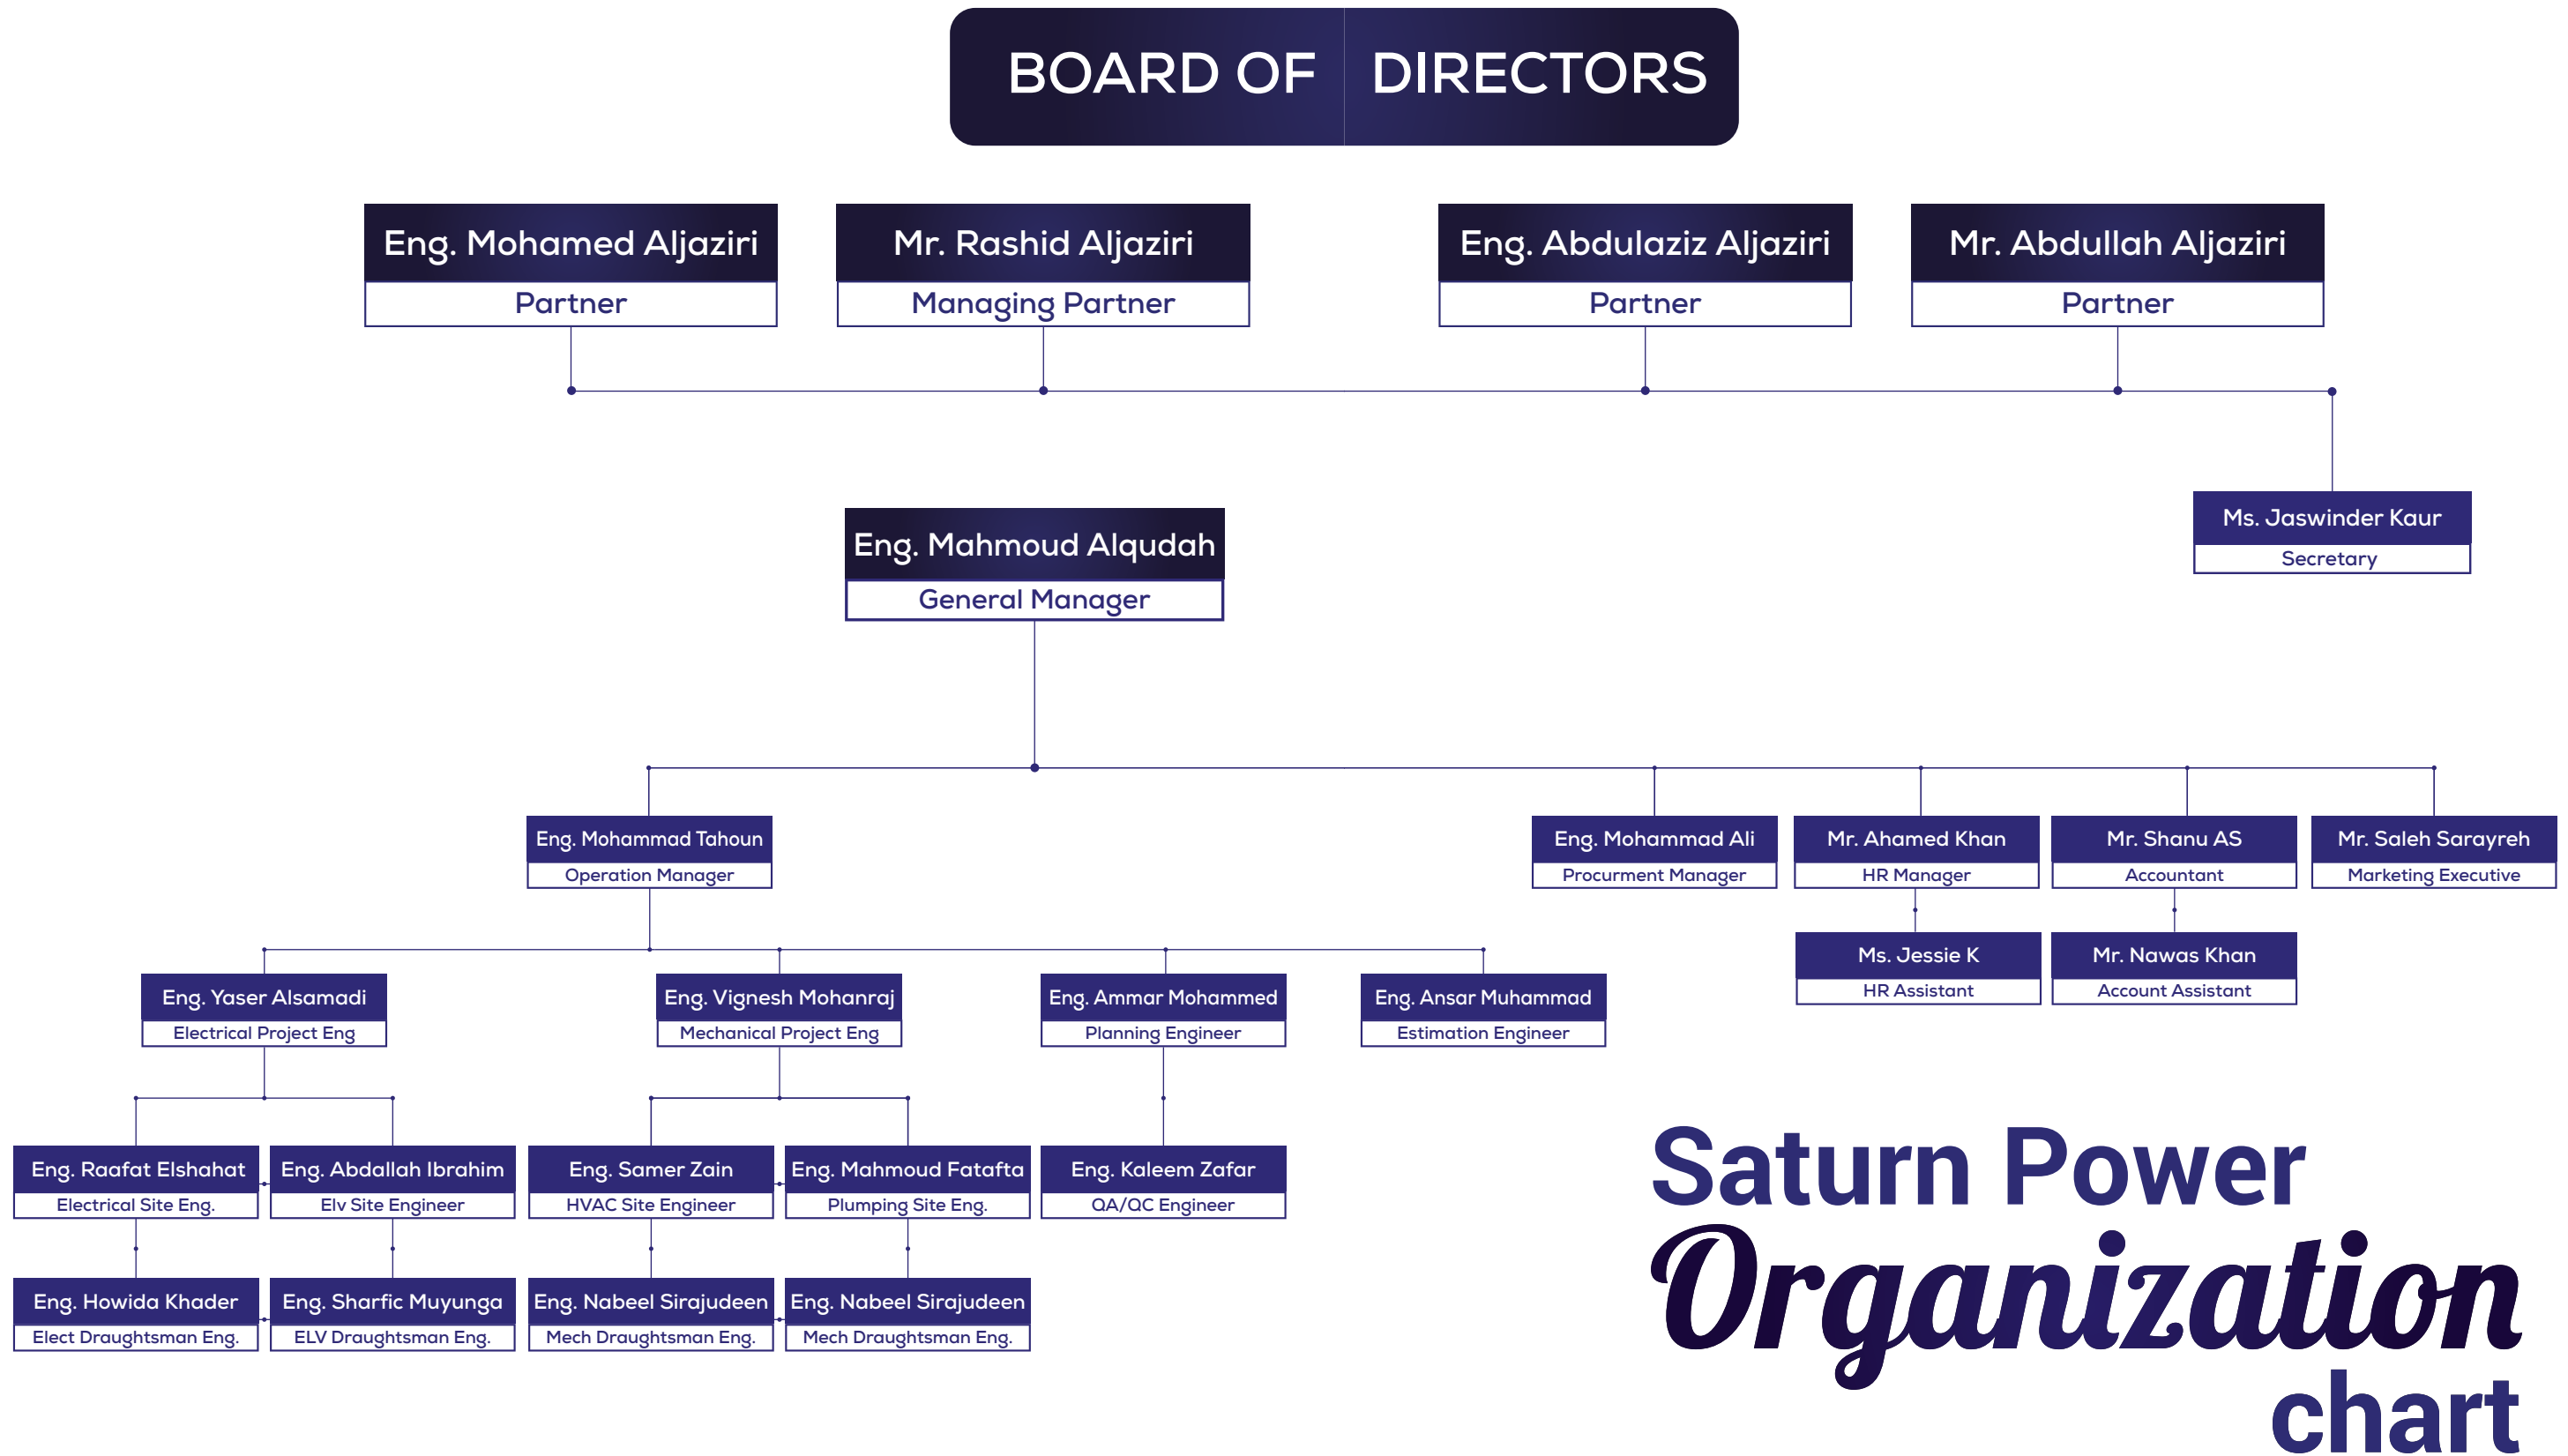 BOARD OF DIRECTORS
Eng. Mohamed Aljaziri
Partner
Mr. Rashid Aljaziri
Managing Partner
Eng. Abdulaziz Aljaziri
Partner
Mr. Abdullah Aljaziri
Partner
Ms. Jaswinder Kaur
Secretary
Eng. Mahmoud Alqudah
General Manager
Eng. Mohammad Tahoun
Operation Manager
Eng. Mohammad Ali
Procurment Manager
Mr. Ahamed Khan
HR Manager
Mr. Shanu AS
Accountant
Mr. Saleh Sarayreh
Marketing Executive
Ms. Jessie K
HR Assistant
Mr. Nawas Khan
Account Assistant
Eng. Yaser Alsamadi
Electrical Project Eng
Eng. Vignesh Mohanraj
Mechanical Project Eng
Eng. Ammar Mohammed
Planning Engineer
Eng. Ansar Muhammad
Estimation Engineer
Eng. Raafat Elshahat
Electrical Site Eng.
Eng. Abdallah Ibrahim
Elv Site Engineer
Eng. Samer Zain
HVAC Site Engineer
Eng. Mahmoud Fatafta
Plumping Site Eng.
Eng. Kaleem Zafar
QA/QC Engineer
Eng. Howida Khader
Elect Draughtsman Eng.
Eng. Sharfic Muyunga
ELV Draughtsman Eng.
Eng. Nabeel Sirajudeen
Mech Draughtsman Eng.
Eng. Nabeel Sirajudeen
Mech Draughtsman Eng.
Saturn Power
Organization
chart